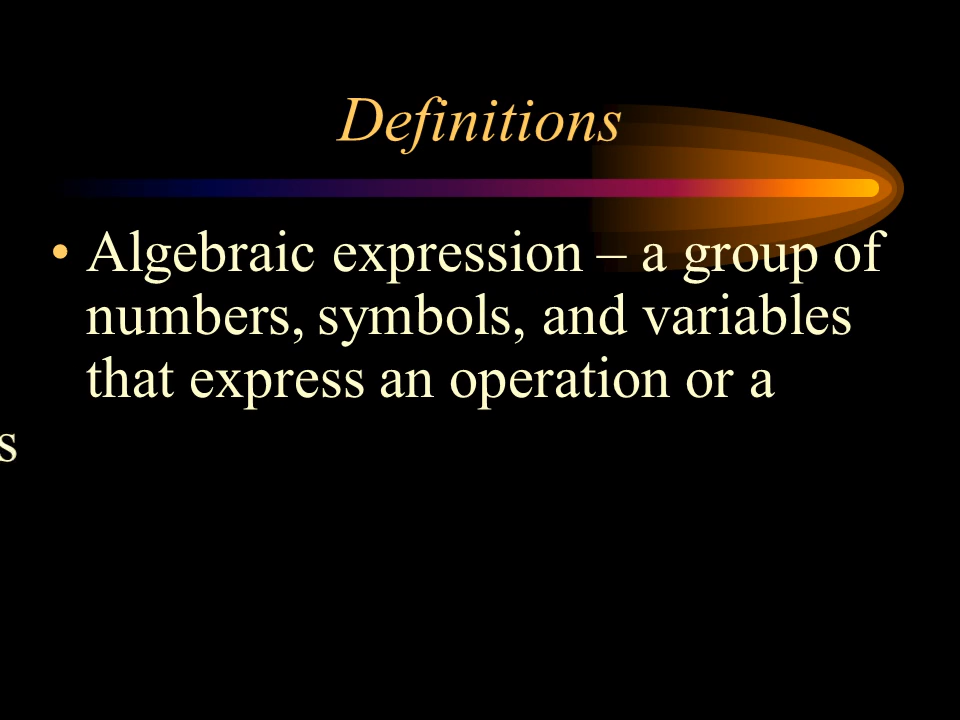 Definitions
• Algebraic expression – a group of
numbers, symbols, and variables
that express an operation or a
s